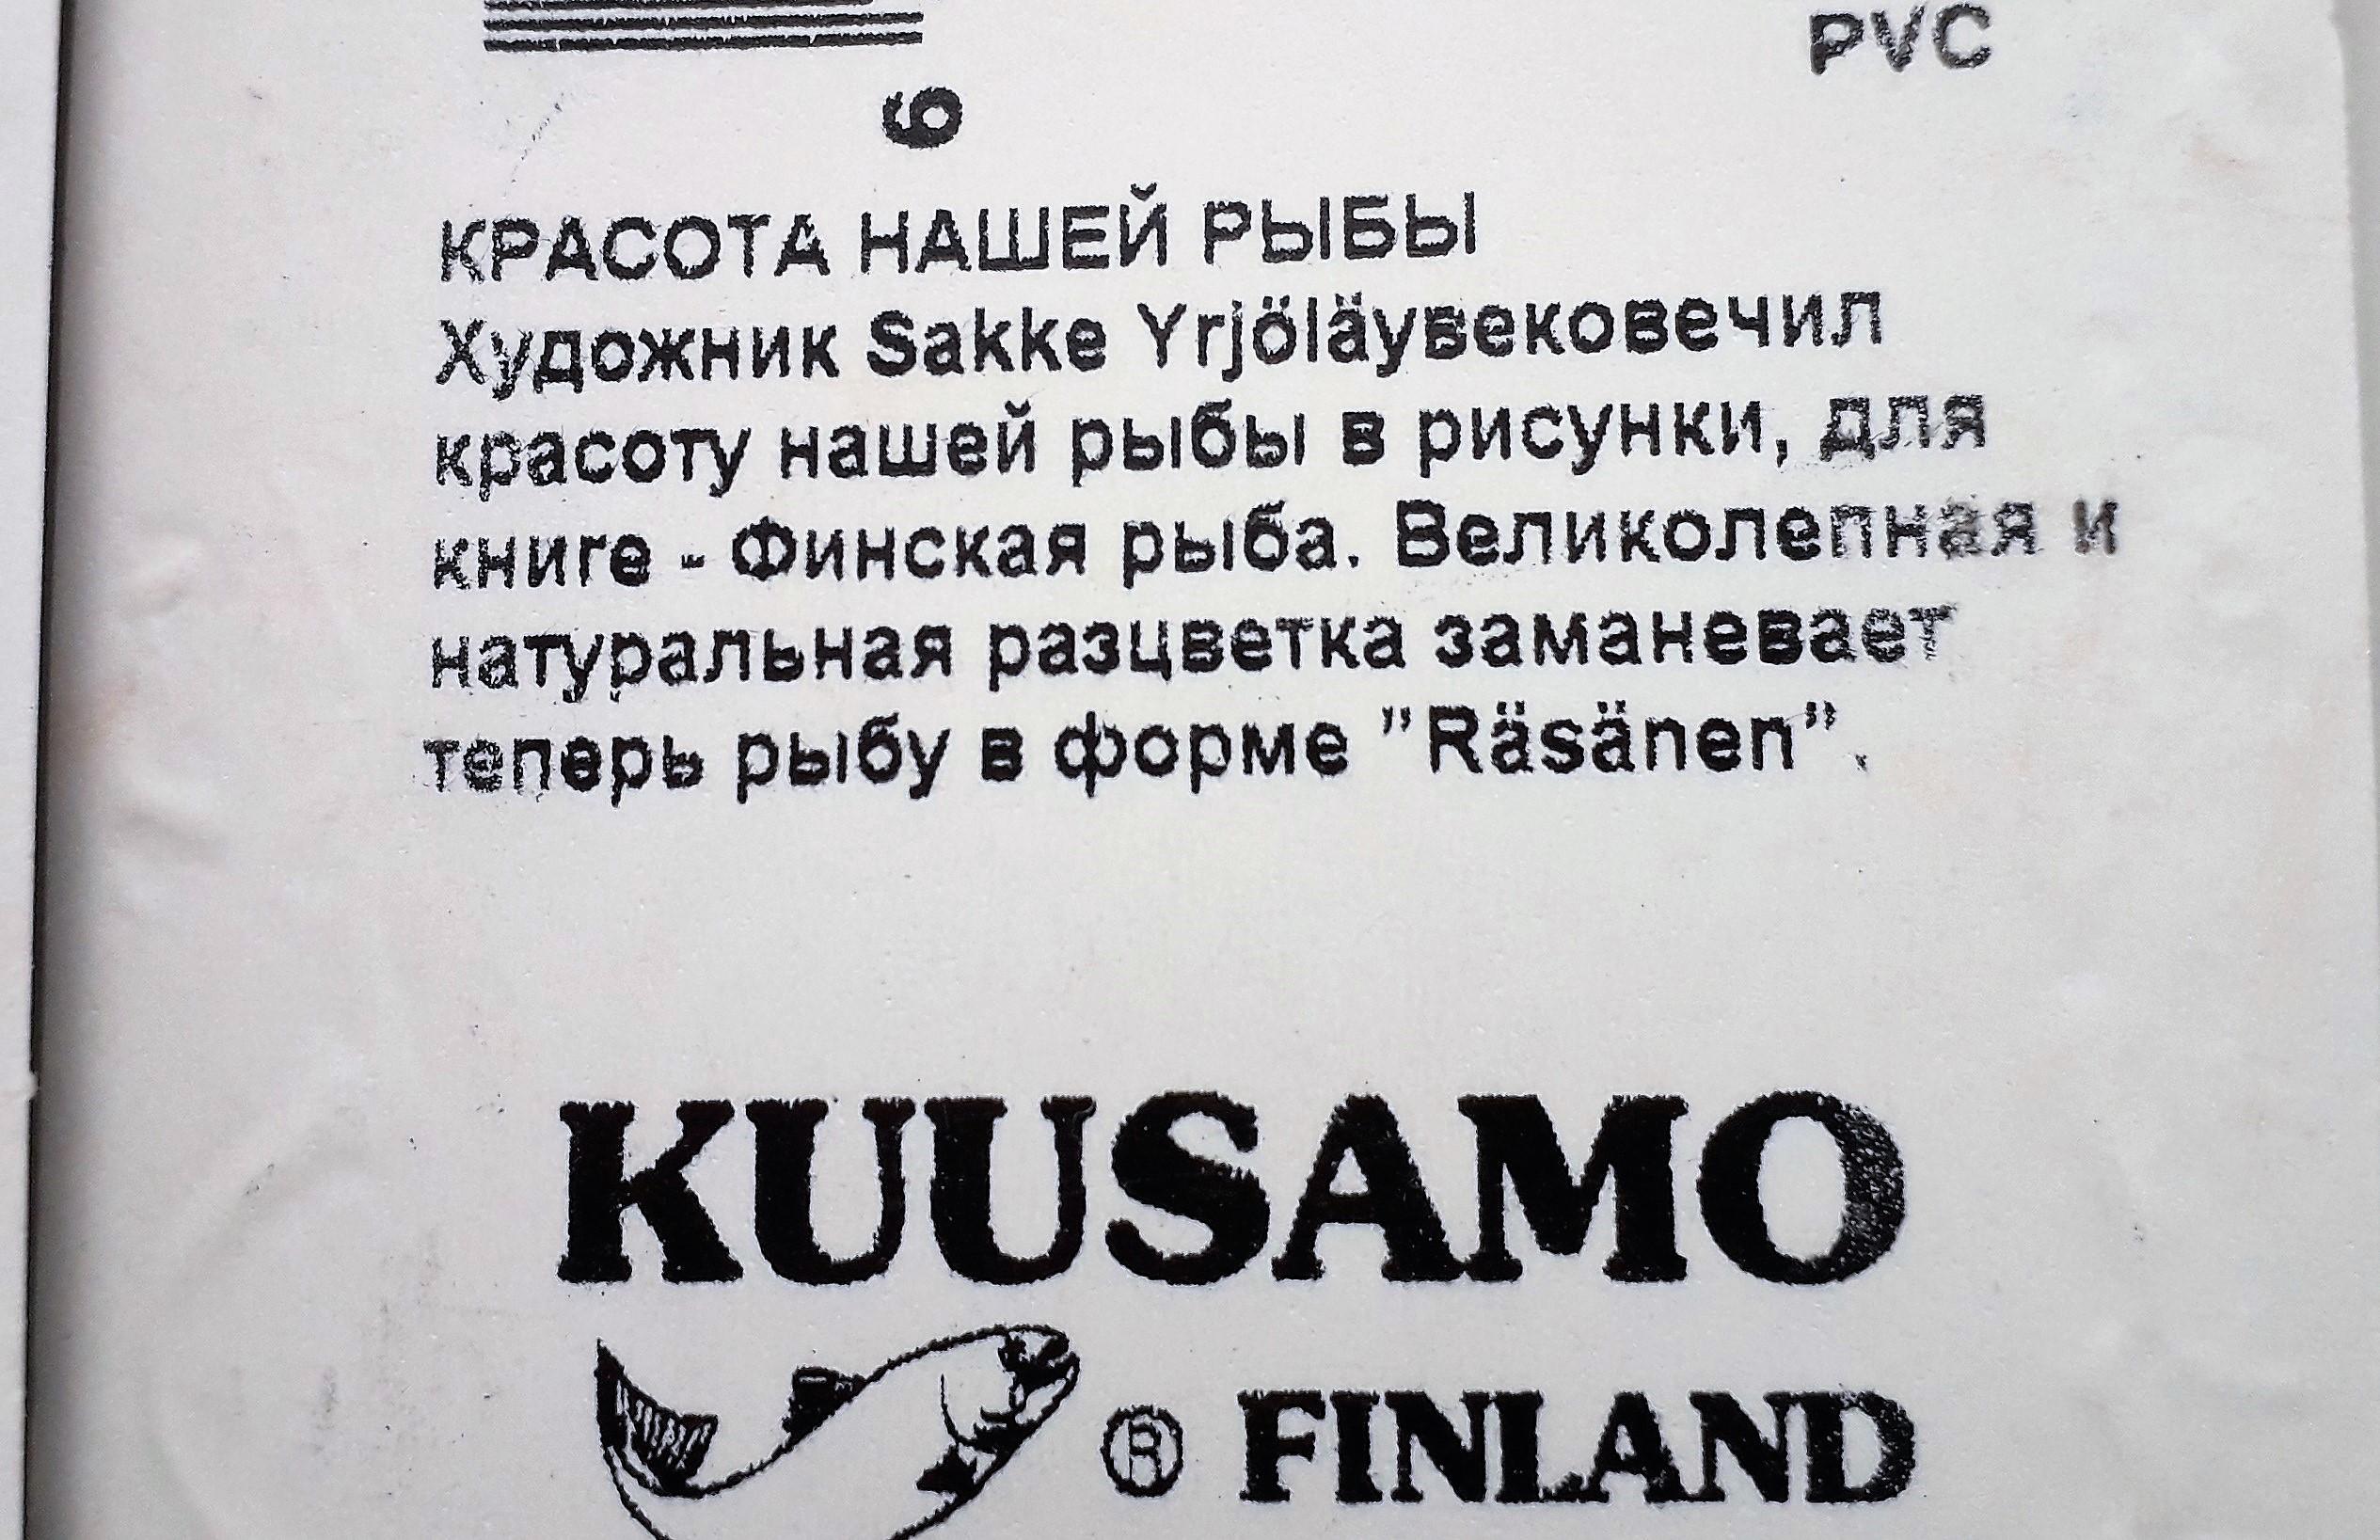 PVC
6
КРАСОТА НАШЕЙ РЫБЫ
Художник Sakke Yrjöläувековечил
красоту нашей рыбы в рисунки, для
книге - Финская рыба. Великолепная и
натуральная разцветка заманевает
теперь рыбу в форме "Räsänen".
KUUSAMO
® FINLAND